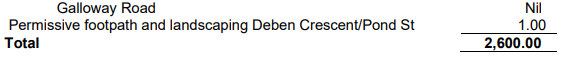 Galloway Road Nil
Permissive footpath and landscaping Deben Crescent/Pond St 1.00
Total 2,600.00